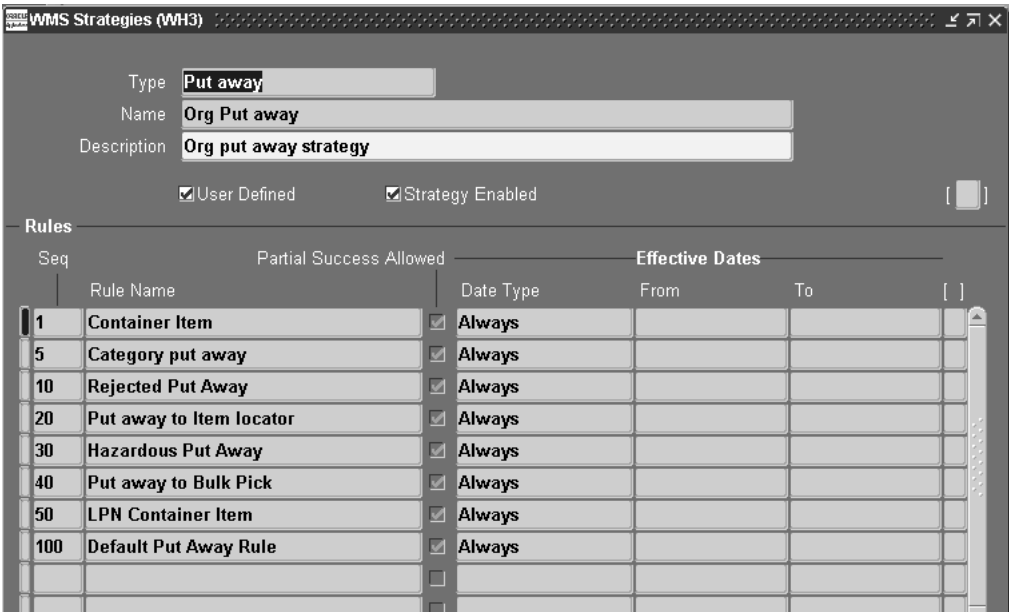 WMS Strategies (WH3)
Type Put away
Name Org Put away
Description Org put away strategy
User Defined Strategy Enabled [ ]
Rules
Seq Partial Success Allowed Effective Dates
Rule Name Date Type From To [ ]
1 Container Item Always
5 Category put away Always
10 Rejected Put Away Always
20 Put away to Item locator Always
30 Hazardous Put Away Always
40 Put away to Bulk Pick Always
50 LPN Container Item Always
100 Default Put Away Rule Always